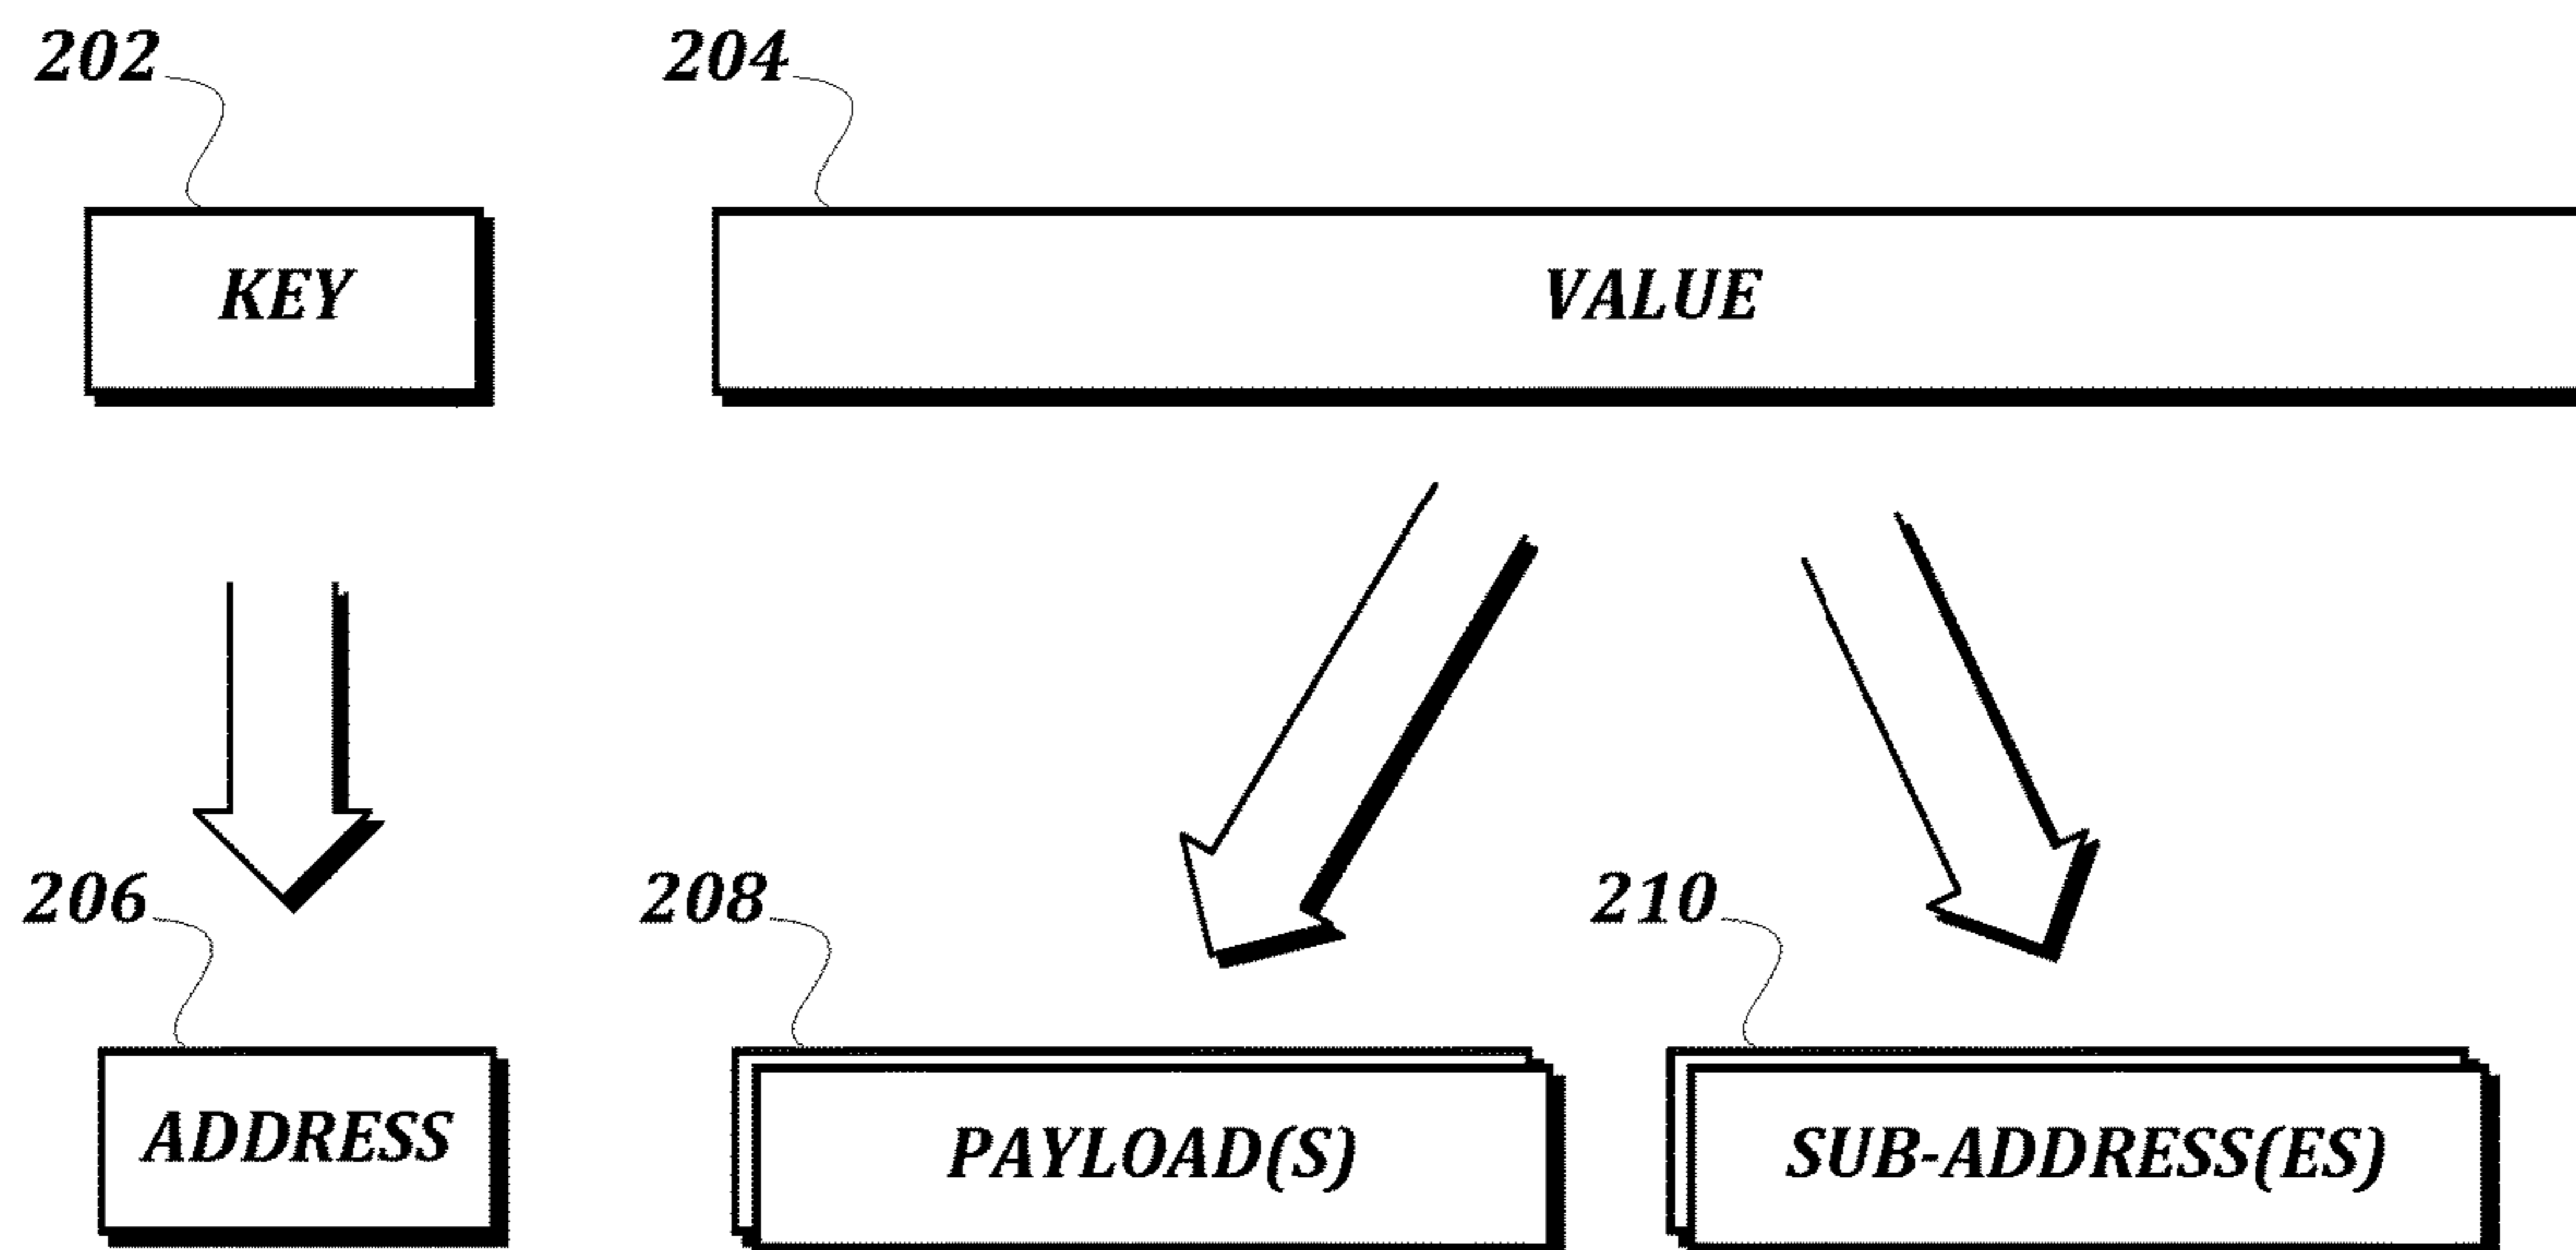 202
204
KEY
VALUE
206
208
210
ADDRESS
PAYLOAD(S)
SUB-ADDRESS(ES)